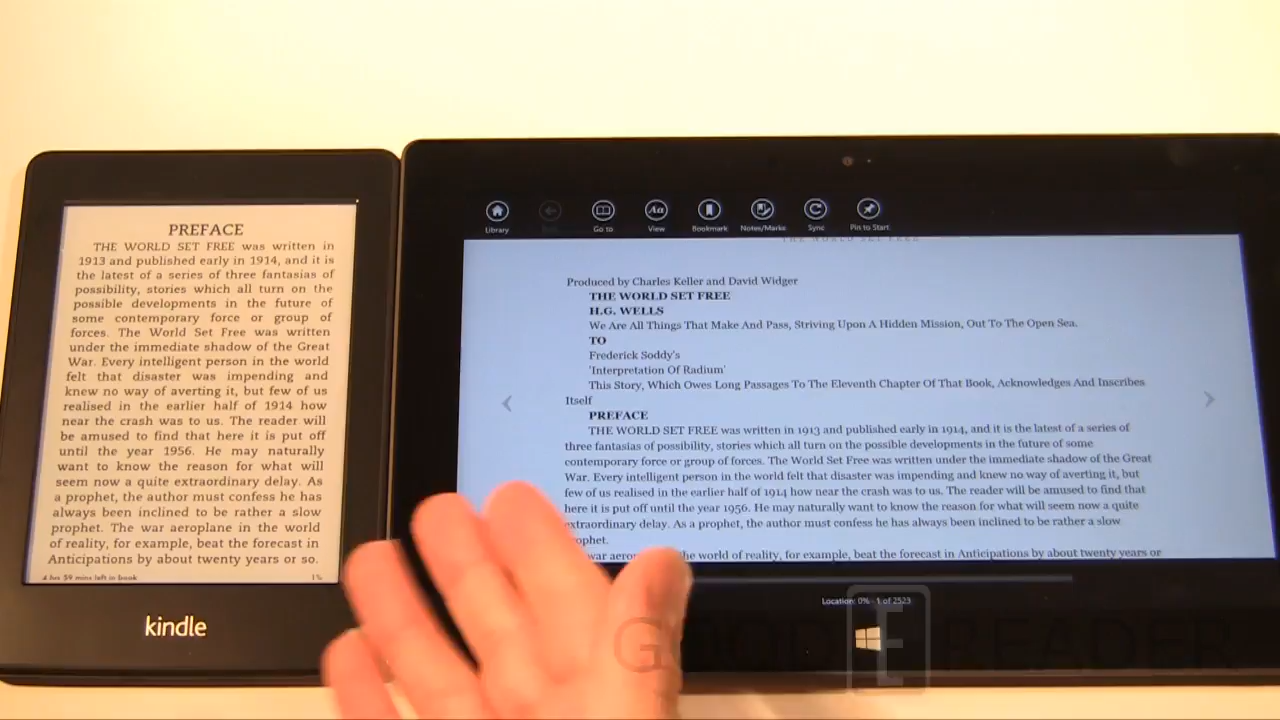 PREFACE
THE WORLD SET FREE was written in
1913 and published early in 1914, and it is
the latest of a series of three fantasias of
possibility, stories which all turn on the
possible developments in the future of
some contemporary force or group of
forces. The World Set Free was written
under the immediate shadow of the Great
War. Every intelligent person in the world
felt that disaster was impending and
knew no way of averting it, but few of us
realised in the earlier half of 1914 how
near the crash was to us. The reader will
be amused to find that here it is put off
until the year 1956. He may naturally
want to know the reason for what will
seem now a quite extraordinary delay. As
a prophet, the author must confess he has
always been inclined to be rather a slow
prophet. The war aeroplane in the world
of reality, for example, beat the forecast in
Anticipations by about twenty years or so.
4 hrs 59 mins left in book 1%
kindle
Library Go to View Bookmark Notes/Marks Sync Pin to Start
THE WORLD SET FREE
Produced by Charles Keller and David Widger
THE WORLD SET FREE
H.G. WELLS
We Are All Things That Make And Pass, Striving Upon A Hidden Mission, Out To The Open Sea.
TO
Frederick Soddy's
'Interpretation Of Radium'
This Story, Which Owes Long Passages To The Eleventh Chapter Of That Book, Acknowledges And Inscribes
Itself
PREFACE
THE WORLD SET FREE was written in 1913 and published early in 1914, and it is the latest of a series of
three fantasias of possibility, stories which all turn on the possible developments in the future of some
contemporary force or group of forces. The World Set Free was written under the immediate shadow of the Great
War. Every intelligent person in the world felt that disaster was impending and knew no way of averting it, but
few of us realised in the earlier half of 1914 how near the crash was to us. The reader will be amused to find that
here it is put off until the year 1956. He may naturally want to know the reason for what will seem now a quite
extraordinary delay. As a prophet, the author must confess he has always been inclined to be rather a slow
ophet.
war aerop the world of reality, for example, beat the forecast in Anticipations by about twenty years or
Location: 0% - 1 of 2523
GOOD E READER